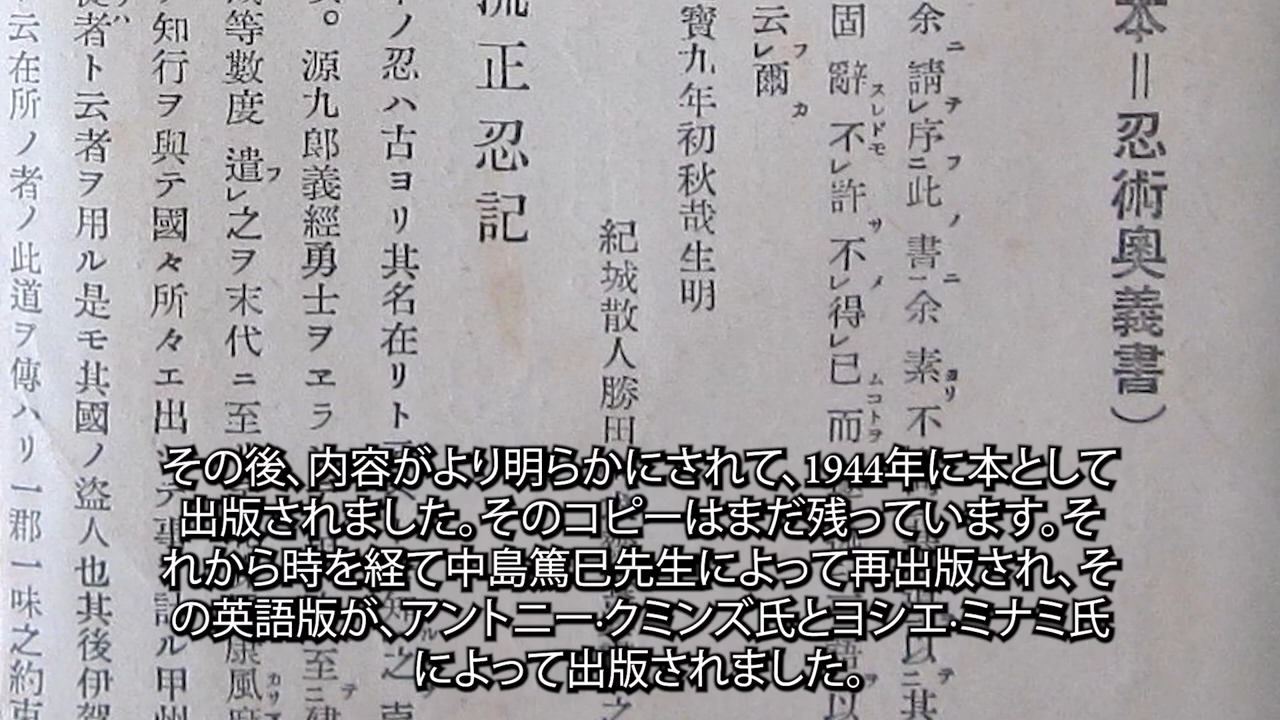 本＝忍術奧義書）
余請レ序ニ此書一余素不
固辭不レ許不レ得レ已而
云レ爾
寶九年初秋哉生明
紀城散人勝田
流正忍記
ノ忍ハ古ヨリ其名在リト
。源九郎義經勇士ヲヱラ
成等數度遣レ之ヲ末代ニ至
知行ヲ與テ國々所々エ出
從者ト云者ヲ用ル是モ其國ノ盜人也其後伊賀
云在所ノ者ノ此道ヲ傳ハリ一郡一味之約
その後、内容がより明らかにされて、1944年に本として
出版されました。そのコピーはまだ残っています。そ
れから時を経て中島篤巳先生によって再出版され、そ
の英語版が、アントニー·クミンズ氏とヨシエ·ミナミ氏
によって出版されました。